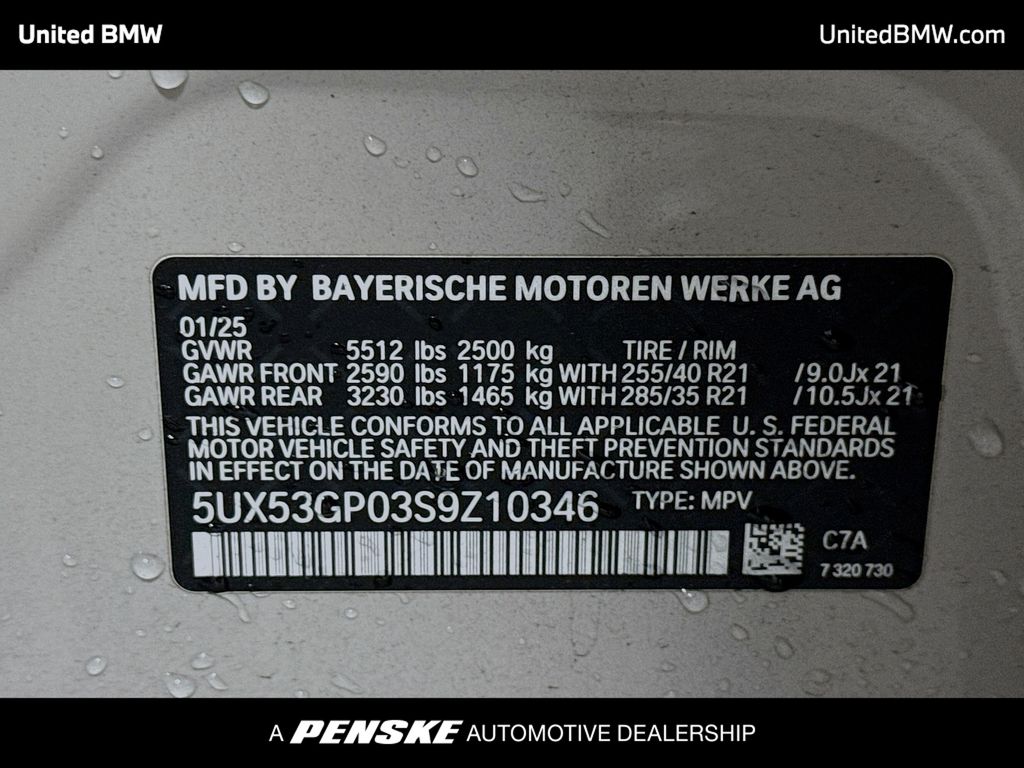 United BMW
UnitedBMW.com
MFD BY BAYERISCHE MOTOREN WERKE AG
01/25
GVWR 5512 lbs 2500 kg TIRE / RIM
GAWR FRONT 2590 lbs 1175 kg WITH 255/40 R21 /9.0Jx 21
GAWR REAR 3230 lbs 1465 kg WITH 285/35 R21 /10.5Jx 21
THIS VEHICLE CONFORMS TO ALL APPLICABLE U. S. FEDERAL
MOTOR VEHICLE SAFETY AND THEFT PREVENTION STANDARDS
IN EFFECT ON THE DATE OF MANUFACTURE SHOWN ABOVE.
5UX53GP03S9Z10346 TYPE: MPV
C7A
7 320 730
A PENSKE AUTOMOTIVE DEALERSHIP